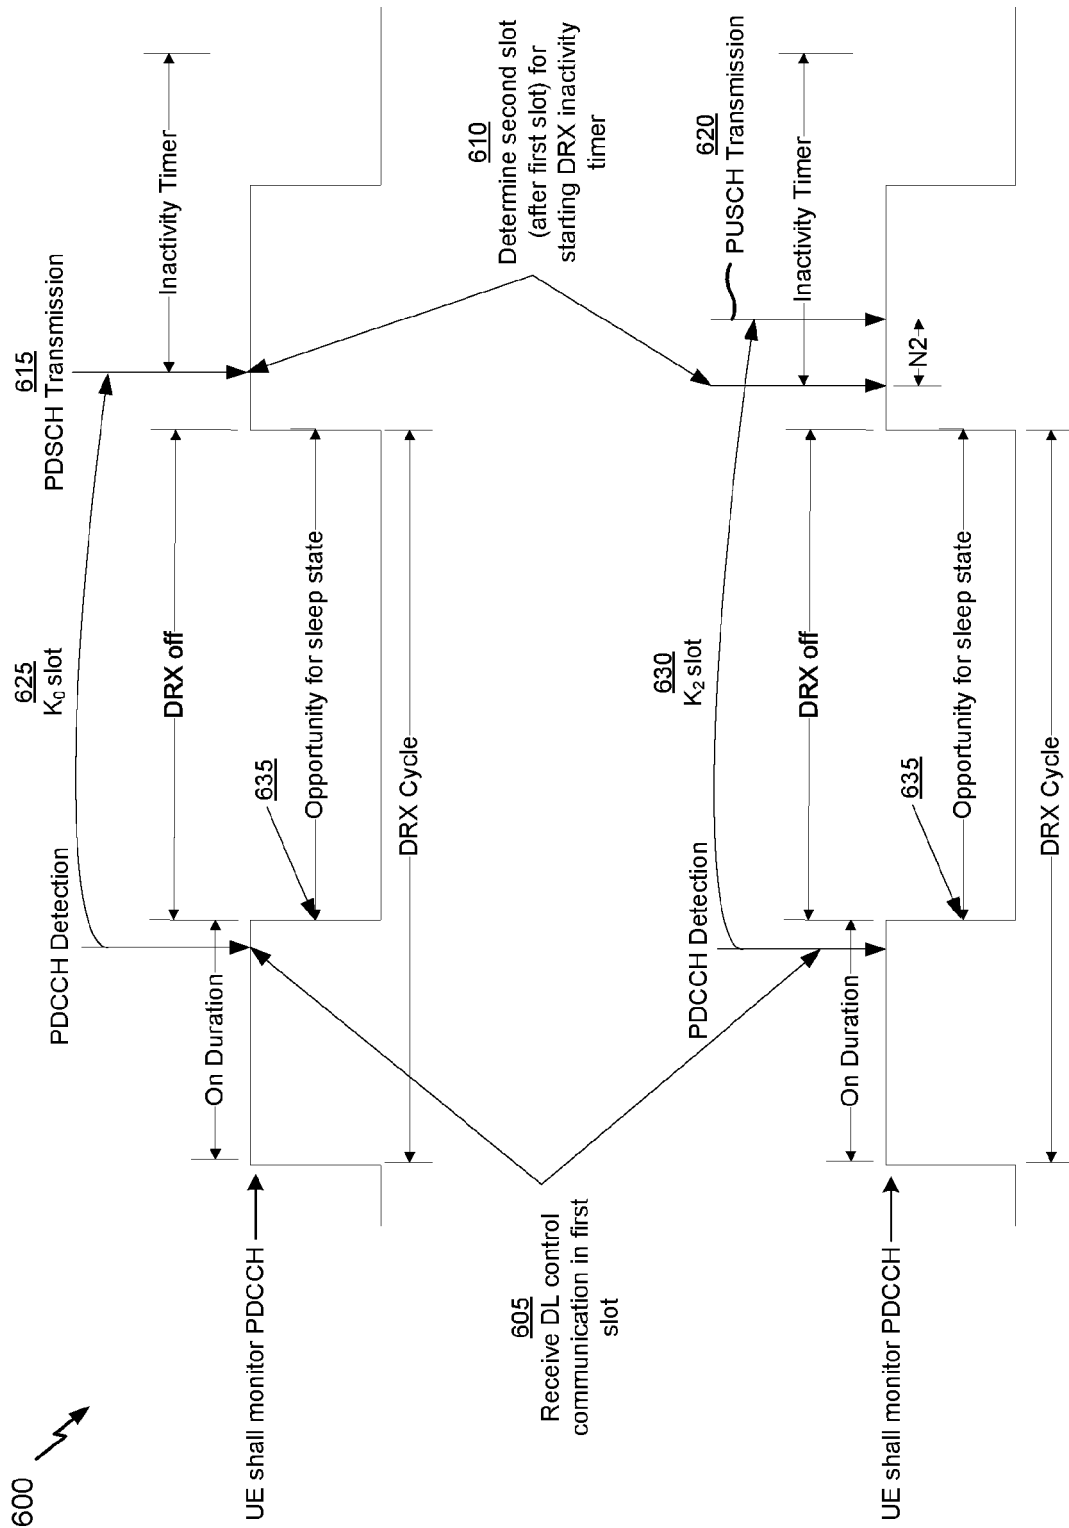 600
UE shall monitor PDCCH
On Duration
PDCCH Detection
625
K₀ slot
DRX off
635
Opportunity for sleep state
DRX Cycle
615
PDSCH Transmission
Inactivity Timer
605
Receive DL control
communication in first
slot
610
Determine second slot
(after first slot) for
starting DRX inactivity
timer
UE shall monitor PDCCH
On Duration
PDCCH Detection
630
K₂ slot
DRX off
635
Opportunity for sleep state
DRX Cycle
620
PUSCH Transmission
Inactivity Timer
N2